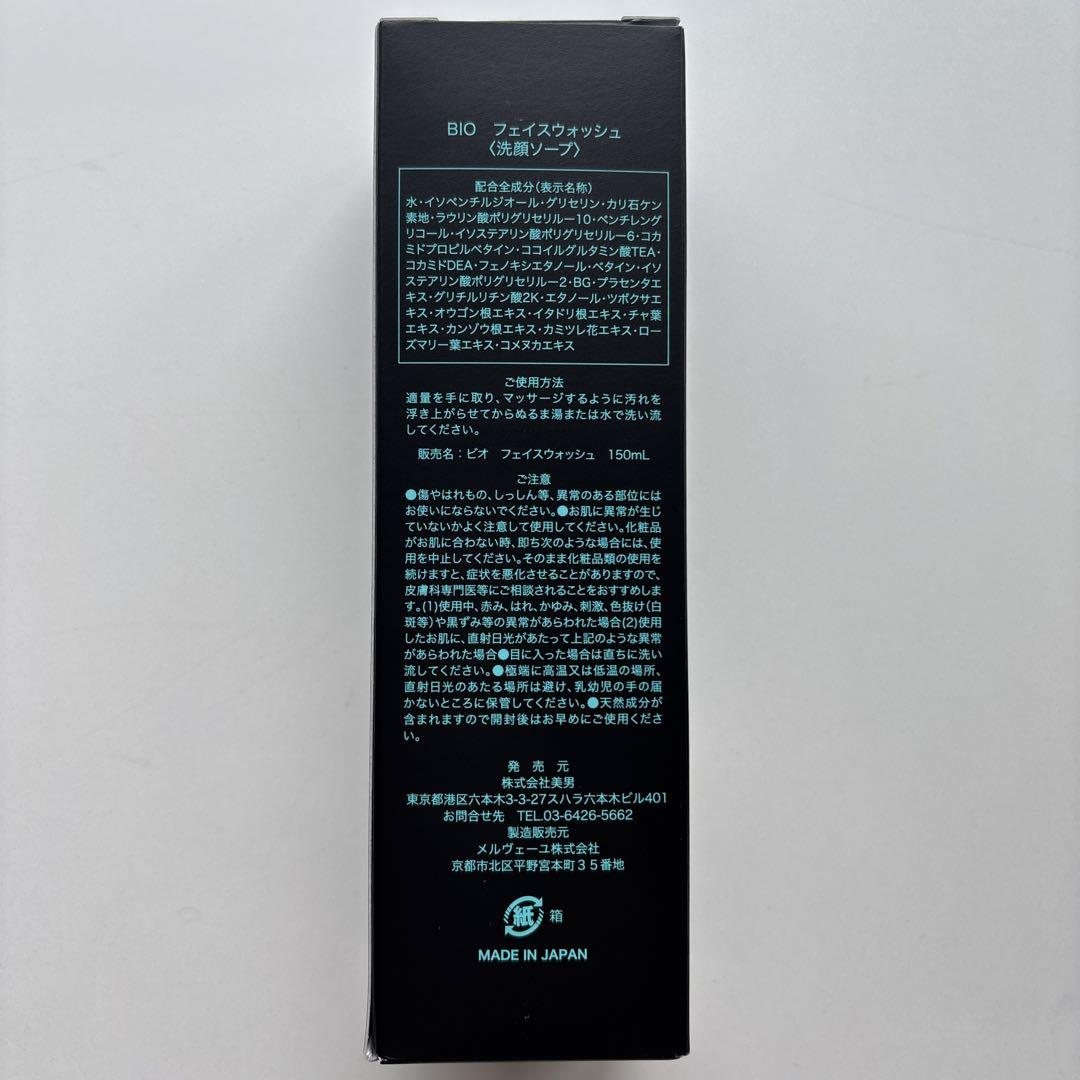 BIO フェイスウォッシュ
〈洗顔ソープ〉
配合全成分(表示名称)
水・イソペンチルジオール・グリセリン・カリ石ケン
素地・ラウリン酸ポリグリセリルー10・ペンチレング
リコール・イソステアリン酸ポリグリセリルー6・コカ
ミドプロピルベタイン・ココイルグルタミン酸TEA・
コカミドDEA・フェノキシエタノール・ベタイン・イソ
ステアリン酸ポリグリセリルー2・BG・プラセンタエ
キス・グリチルリチン酸2K・エタノール・ツボクサエ
キス・オウゴン根エキス・イタドリ根エキス・チャ葉
エキス・カンゾウ根エキス・カミツレ花エキス・ロー
ズマリー葉エキス・コメヌカエキス
ご使用方法
適量を手に取り、マッサージするように汚れを
浮き上がらせてからぬるま湯または水で洗い流
してください。
販売名：ビオ フェイスウォッシュ 150mL
ご注意
●傷やはれもの、しっしん等、異常のある部位には
お使いにならないでください。●お肌に異常が生じ
ていないかよく注意して使用してください。化粧品
がお肌に合わない時、即ち次のような場合には、使
用を中止してください。そのまま化粧品類の使用を
続けますと、症状を悪化させることがありますので、
皮膚科専門医等にご相談されることをおすすめしま
す。(1)使用中、赤み、はれ、かゆみ、刺激、色抜け(白
斑等)や黒ずみ等の異常があらわれた場合(2)使用
したお肌に、直射日光があたって上記のような異常
があらわれた場合●目に入った場合は直ちに洗い
流してください。●極端に高温又は低温の場所、
直射日光のあたる場所は避け、乳幼児の手の届
かないところに保管してください。●天然成分が
含まれますので開封後はお早めにご使用くださ
い。
発 売 元
株式会社美男
東京都港区六本木3-3-27スハラ六本木ビル401
お問合せ先 TEL.03-6426-5662
製造販売元
メルヴェーユ株式会社
京都市北区平野宮本町35番地
紙 箱
MADE IN JAPAN